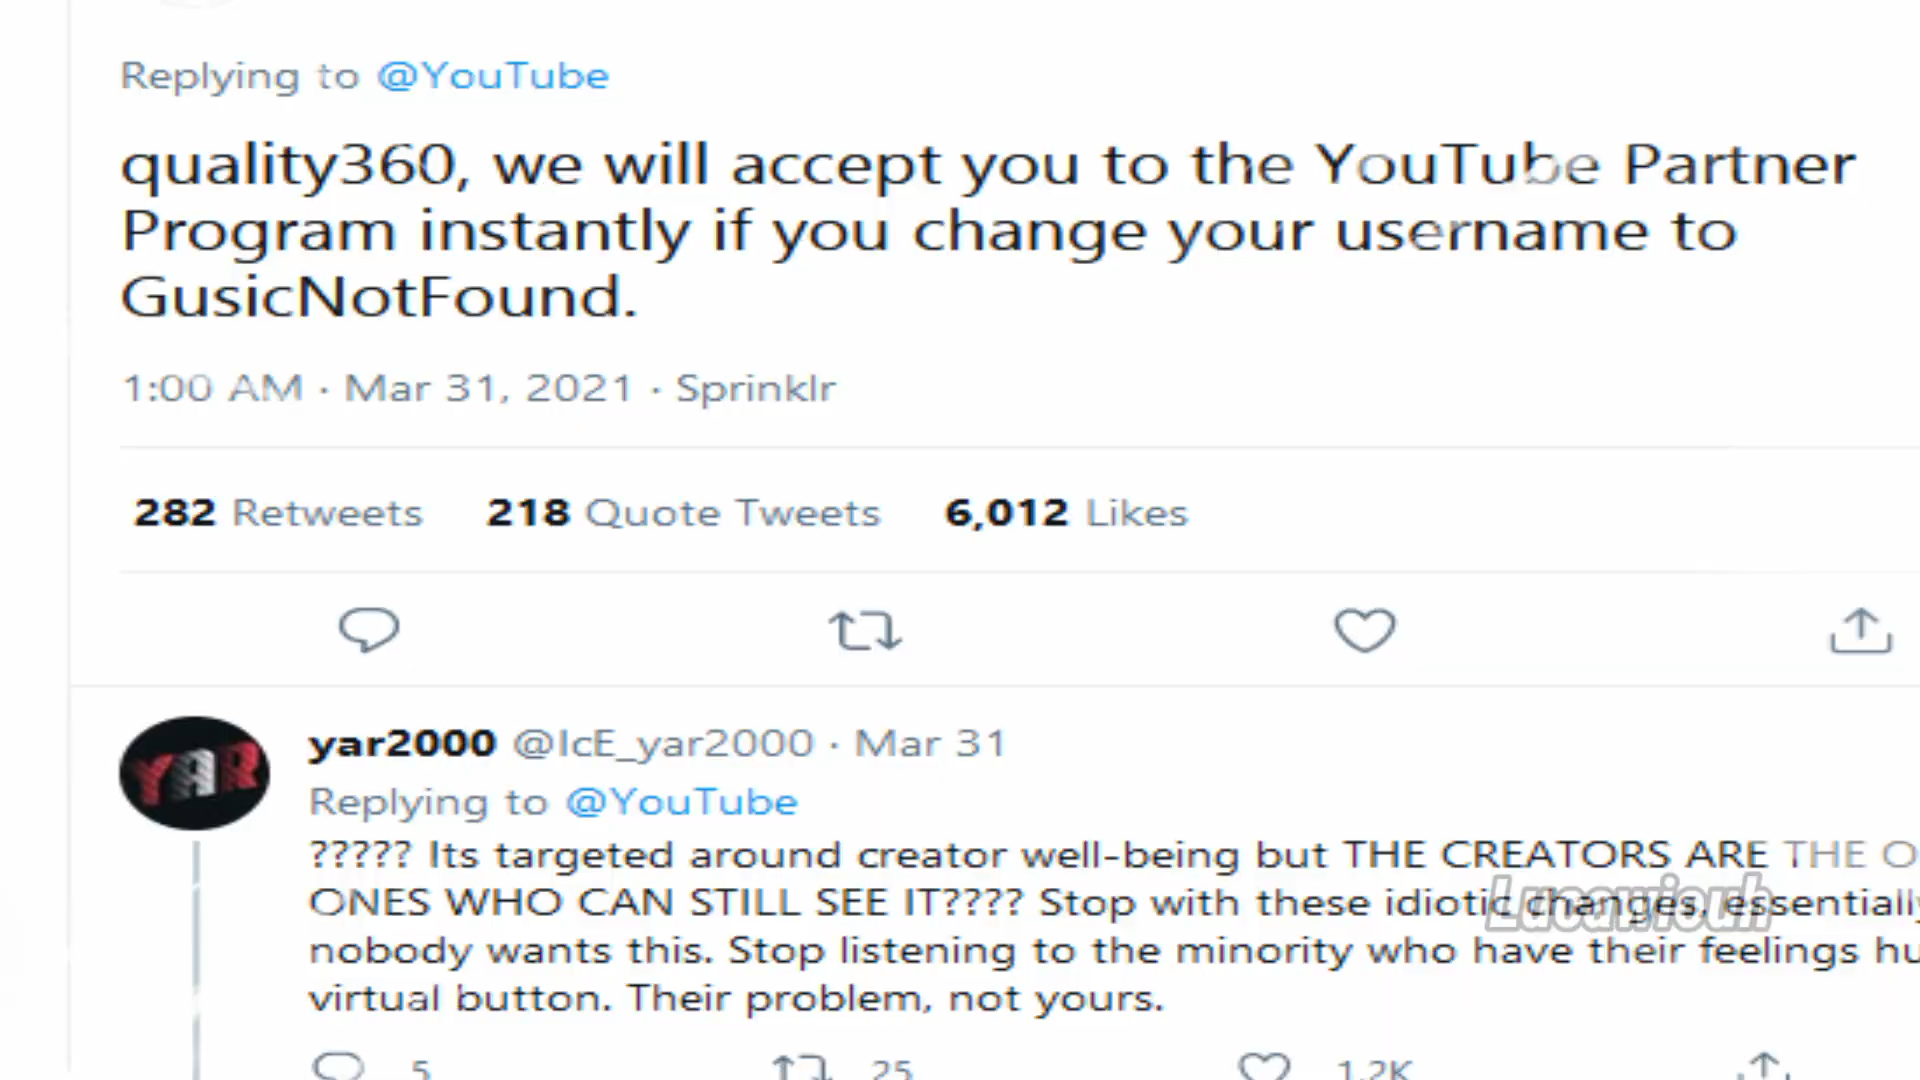 Replying to @YouTube
quality360, we will accept you to the YouTube Partner
Program instantly if you change your username to
GusicNotFound.
1:00 AM · Mar 31, 2021 · Sprinklr
282 Retweets 218 Quote Tweets 6,012 Likes
YAR
yar2000 @IcE_yar2000 · Mar 31
Replying to @YouTube
????? Its targeted around creator well-being but THE CREATORS ARE THE O
ONES WHO CAN STILL SEE IT???? Stop with these idiotic changes, essentially
Lucawiouh
nobody wants this. Stop listening to the minority who have their feelings hu
virtual button. Their problem, not yours.
5 25 1.2K